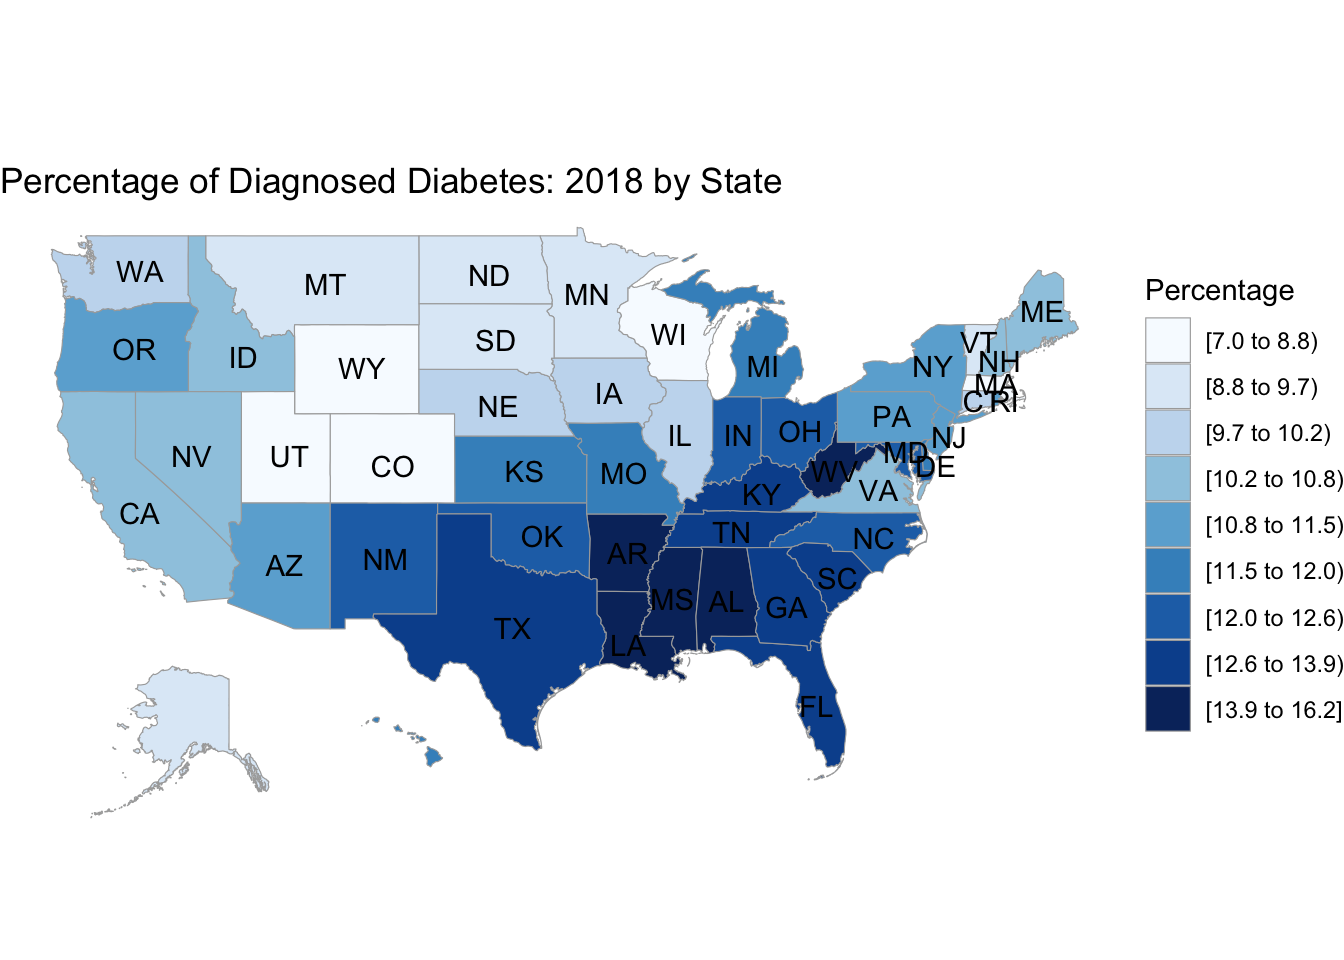 Percentage of Diagnosed Diabetes: 2018 by State
WA
MT
ND
MN
ME
OR
ID
SD
WI
VT
NH
WY
MI
NY
MA
NE
IA
CT
RI
PA
NV
UT
CO
IL
IN
OH
NJ
KS
MO
WV
MD
DE
CA
KY
VA
AZ
NM
OK
AR
TN
NC
SC
MS
AL
GA
TX
LA
FL
Percentage
[7.0 to 8.8)
[8.8 to 9.7)
[9.7 to 10.2)
[10.2 to 10.8)
[10.8 to 11.5)
[11.5 to 12.0)
[12.0 to 12.6)
[12.6 to 13.9)
[13.9 to 16.2]